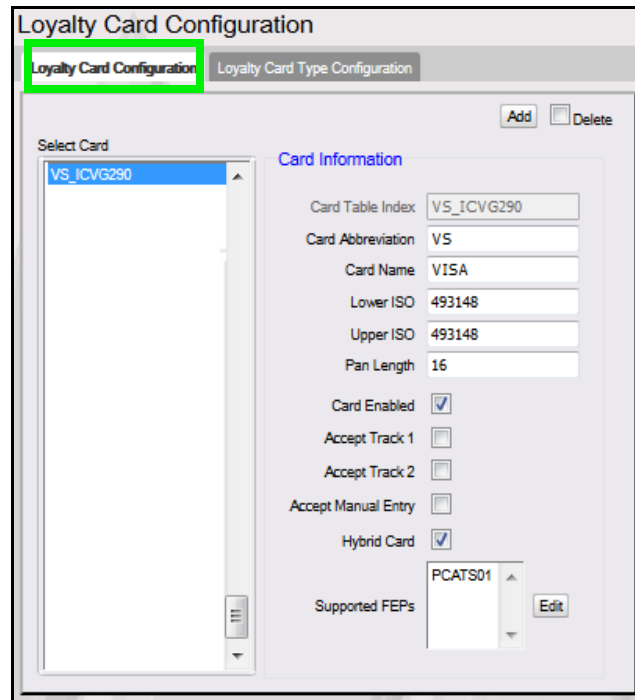 Loyalty Card Configuration
Loyalty Card Configuration Loyalty Card Type Configuration
Add Delete
Select Card
VS_ICVG290
Card Information
Card Table Index VS_ICVG290
Card Abbreviation VS
Card Name VISA
Lower ISO 493148
Upper ISO 493148
Pan Length 16
Card Enabled
Accept Track 1
Accept Track 2
Accept Manual Entry
Hybrid Card
Supported FEPs PCATS01 Edit